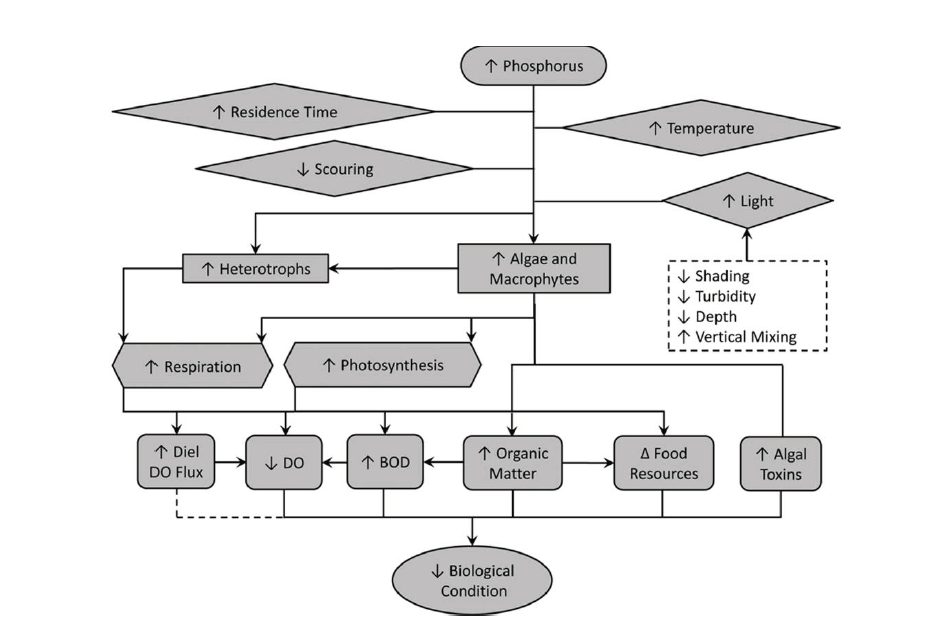 ↑ Phosphorus
↑ Residence Time
↑ Temperature
↓ Scouring
↑ Light
↑ Heterotrophs
↑ Algae and
Macrophytes
↓ Shading
↓ Turbidity
↓ Depth
↑ Vertical Mixing
↑ Respiration
↑ Photosynthesis
↑ Diel
DO Flux
↓ DO
↑ BOD
↑ Organic
Matter
Δ Food
Resources
↑ Algal
Toxins
↓ Biological
Condition